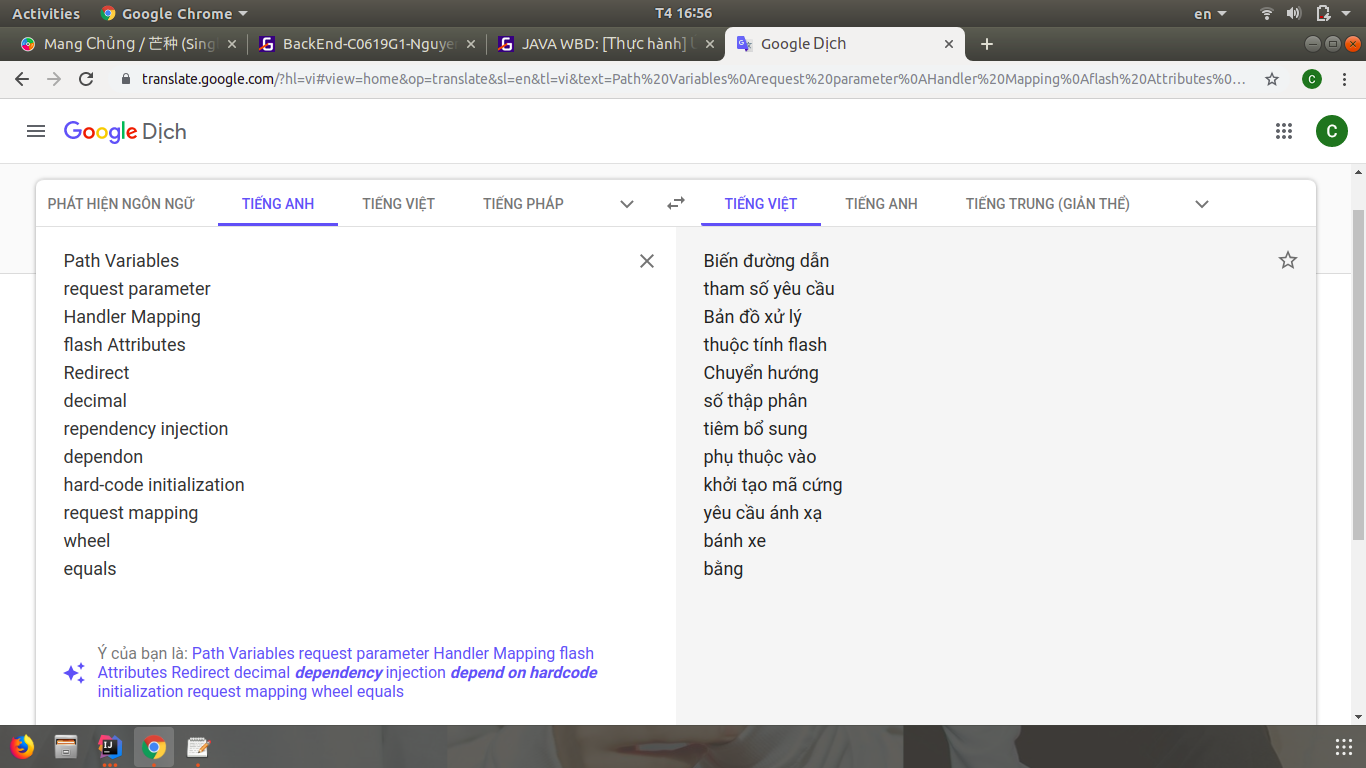 Activities Google Chrome T4 16:56 en
Mang Chủng / 芒种 (Sing BackEnd-C0619G1-Nguye JAVA WBD: [Thực hành] Google Dịch
translate.google.com/?hl=vi#view=home&op=translate&sl=en&tl=vi&text=Path%20Variables%0Arequest%20parameter%0AHandler%20Mapping%0Aflash%20Attributes%0... C
Google Dịch C
PHÁT HIỆN NGÔN NGỮ TIẾNG ANH TIẾNG VIỆT TIẾNG PHÁP TIẾNG VIỆT TIẾNG ANH TIẾNG TRUNG (GIẢN THỂ)
Path Variables
request parameter
Handler Mapping
flash Attributes
Redirect
decimal
rependency injection
dependon
hard-code initialization
request mapping
wheel
equals
Biến đường dẫn
tham số yêu cầu
Bản đồ xử lý
thuộc tính flash
Chuyển hướng
số thập phân
tiêm bổ sung
phụ thuộc vào
khởi tạo mã cứng
yêu cầu ánh xạ
bánh xe
bằng
Ý của bạn là: Path Variables request parameter Handler Mapping flash
Attributes Redirect decimal dependency injection depend on hardcode
initialization request mapping wheel equals